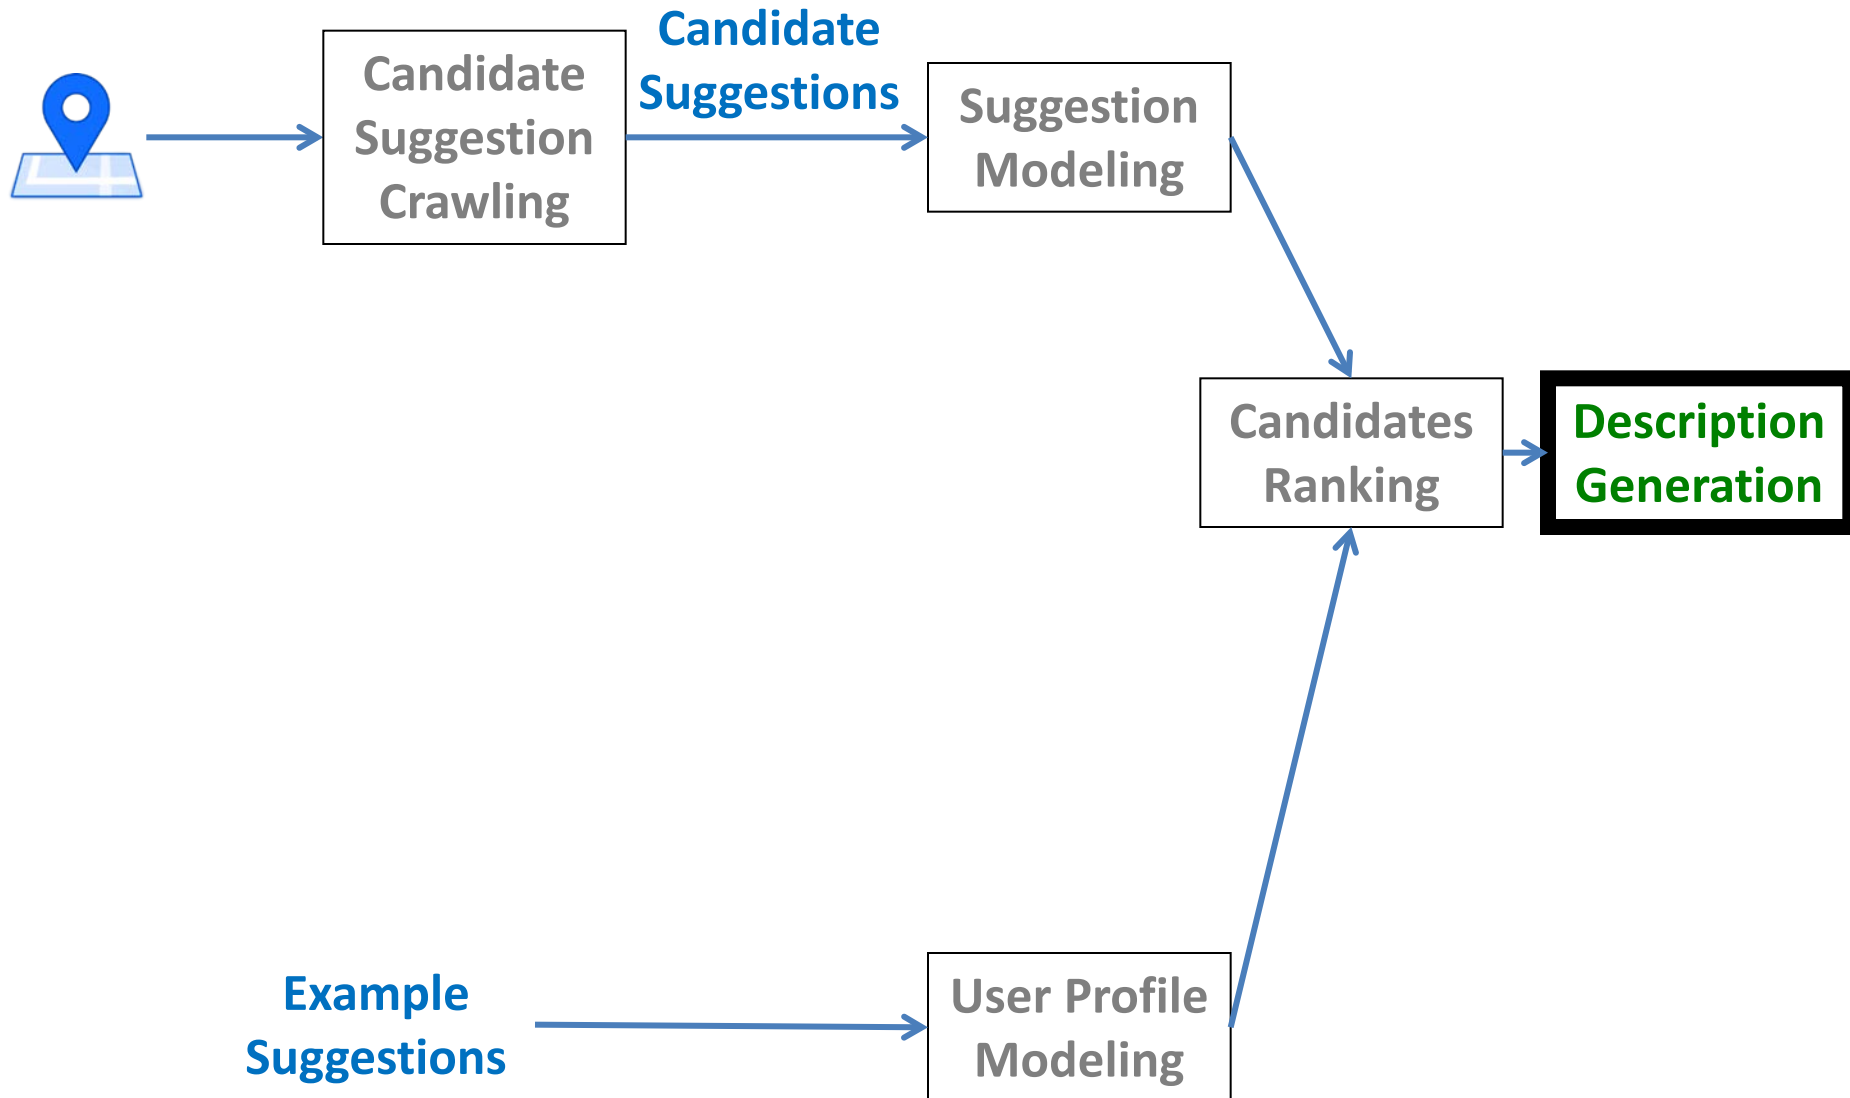 Candidate
Suggestion
Crawling
Candidate
Suggestions
Suggestion
Modeling
Candidates
Ranking
Description
Generation
Example
Suggestions
User Profile
Modeling